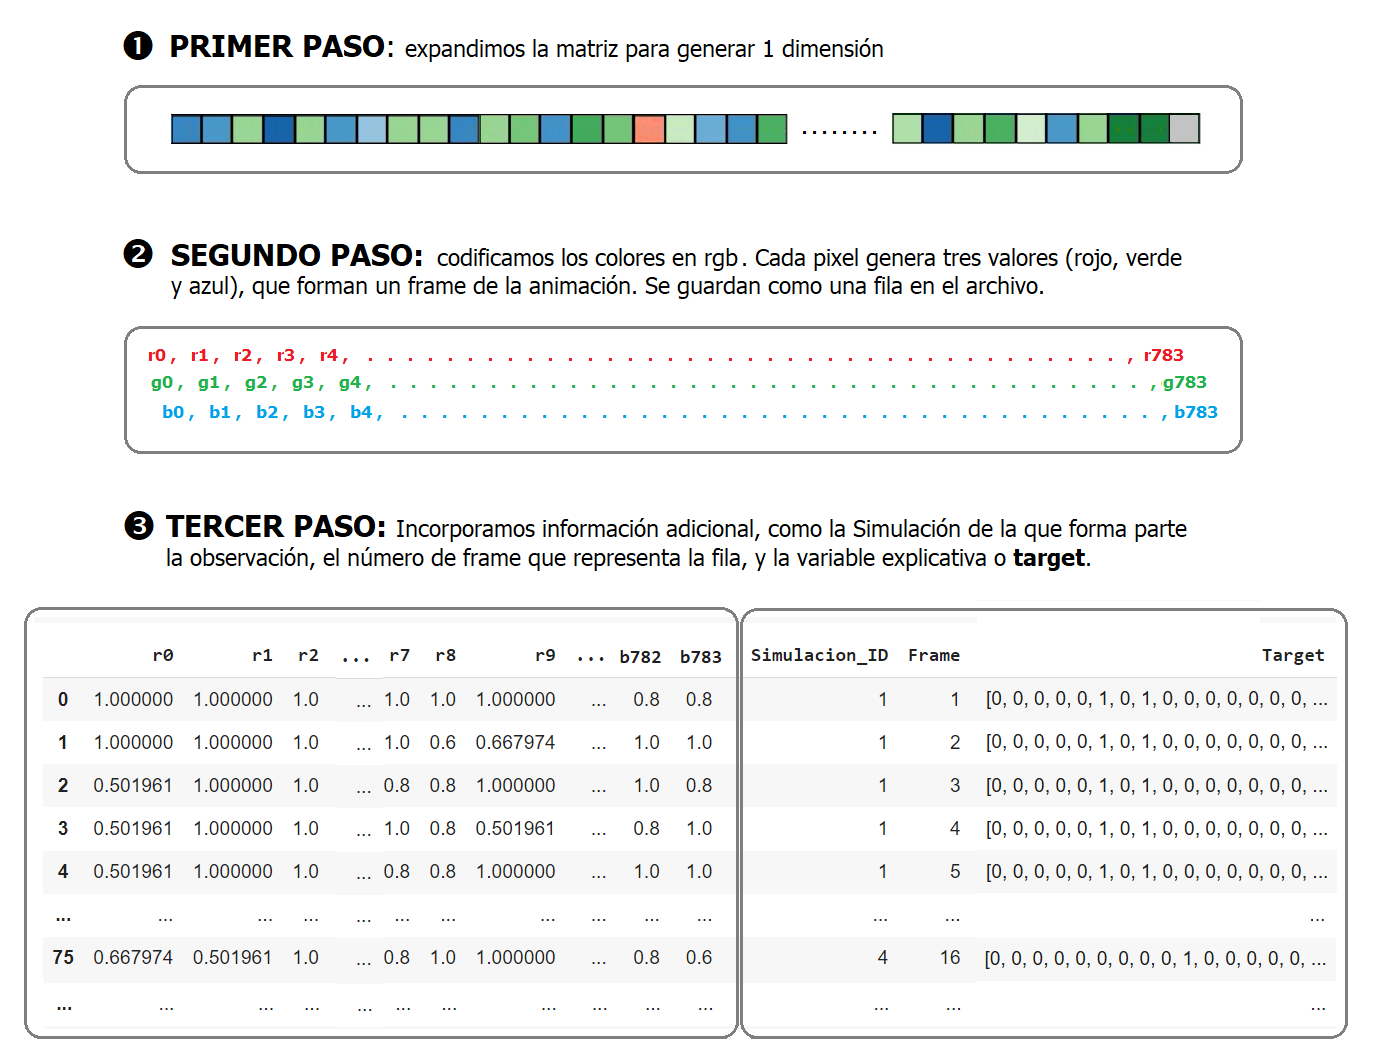 ❶ PRIMER PASO: expandimos la matriz para generar 1 dimensión
........
❷ SEGUNDO PASO: codificamos los colores en rgb. Cada pixel genera tres valores (rojo, verde
y azul), que forman un frame de la animación. Se guardan como una fila en el archivo.
r0, r1, r2, r3, r4, . . . . . . . . . . . . . . . . . . . . . . . . . . . . . . . . . , r783
g0, g1, g2, g3, g4, . . . . . . . . . . . . . . . . . . . . . . . . . . . . . . . . . , g783
b0, b1, b2, b3, b4, . . . . . . . . . . . . . . . . . . . . . . . . . . . . . . . . . , b783
❸ TERCER PASO: Incorporamos información adicional, como la Simulación de la que forma parte
la observación, el número de frame que representa la fila, y la variable explicativa o target.
r0 r1 r2 ... r7 r8 r9 ... b782 b783 Simulacion_ID Frame Target
0 1.000000 1.000000 1.0 ... 1.0 1.0 1.000000 ... 0.8 0.8 1 1 [0, 0, 0, 0, 0, 1, 0, 1, 0, 0, 0, 0, 0, 0, 0, ...
1 1.000000 1.000000 1.0 ... 1.0 0.6 0.667974 ... 1.0 1.0 1 2 [0, 0, 0, 0, 0, 1, 0, 1, 0, 0, 0, 0, 0, 0, 0, ...
2 0.501961 1.000000 1.0 ... 0.8 0.8 1.000000 ... 1.0 0.8 1 3 [0, 0, 0, 0, 0, 1, 0, 1, 0, 0, 0, 0, 0, 0, 0, ...
3 0.501961 1.000000 1.0 ... 1.0 0.8 0.501961 ... 0.8 1.0 1 4 [0, 0, 0, 0, 0, 1, 0, 1, 0, 0, 0, 0, 0, 0, 0, ...
4 0.501961 1.000000 1.0 ... 0.8 0.8 1.000000 ... 1.0 1.0 1 5 [0, 0, 0, 0, 0, 1, 0, 1, 0, 0, 0, 0, 0, 0, 0, ...
... ... ... ... ... ... ... ... ... ... ... ... ... ...
75 0.667974 0.501961 1.0 ... 0.8 1.0 1.000000 ... 0.8 0.6 4 16 [0, 0, 0, 0, 0, 0, 0, 0, 0, 1, 0, 0, 0, 0, 0, ...
... ... ... ... ... ... ... ... ... ... ... ... ... ...